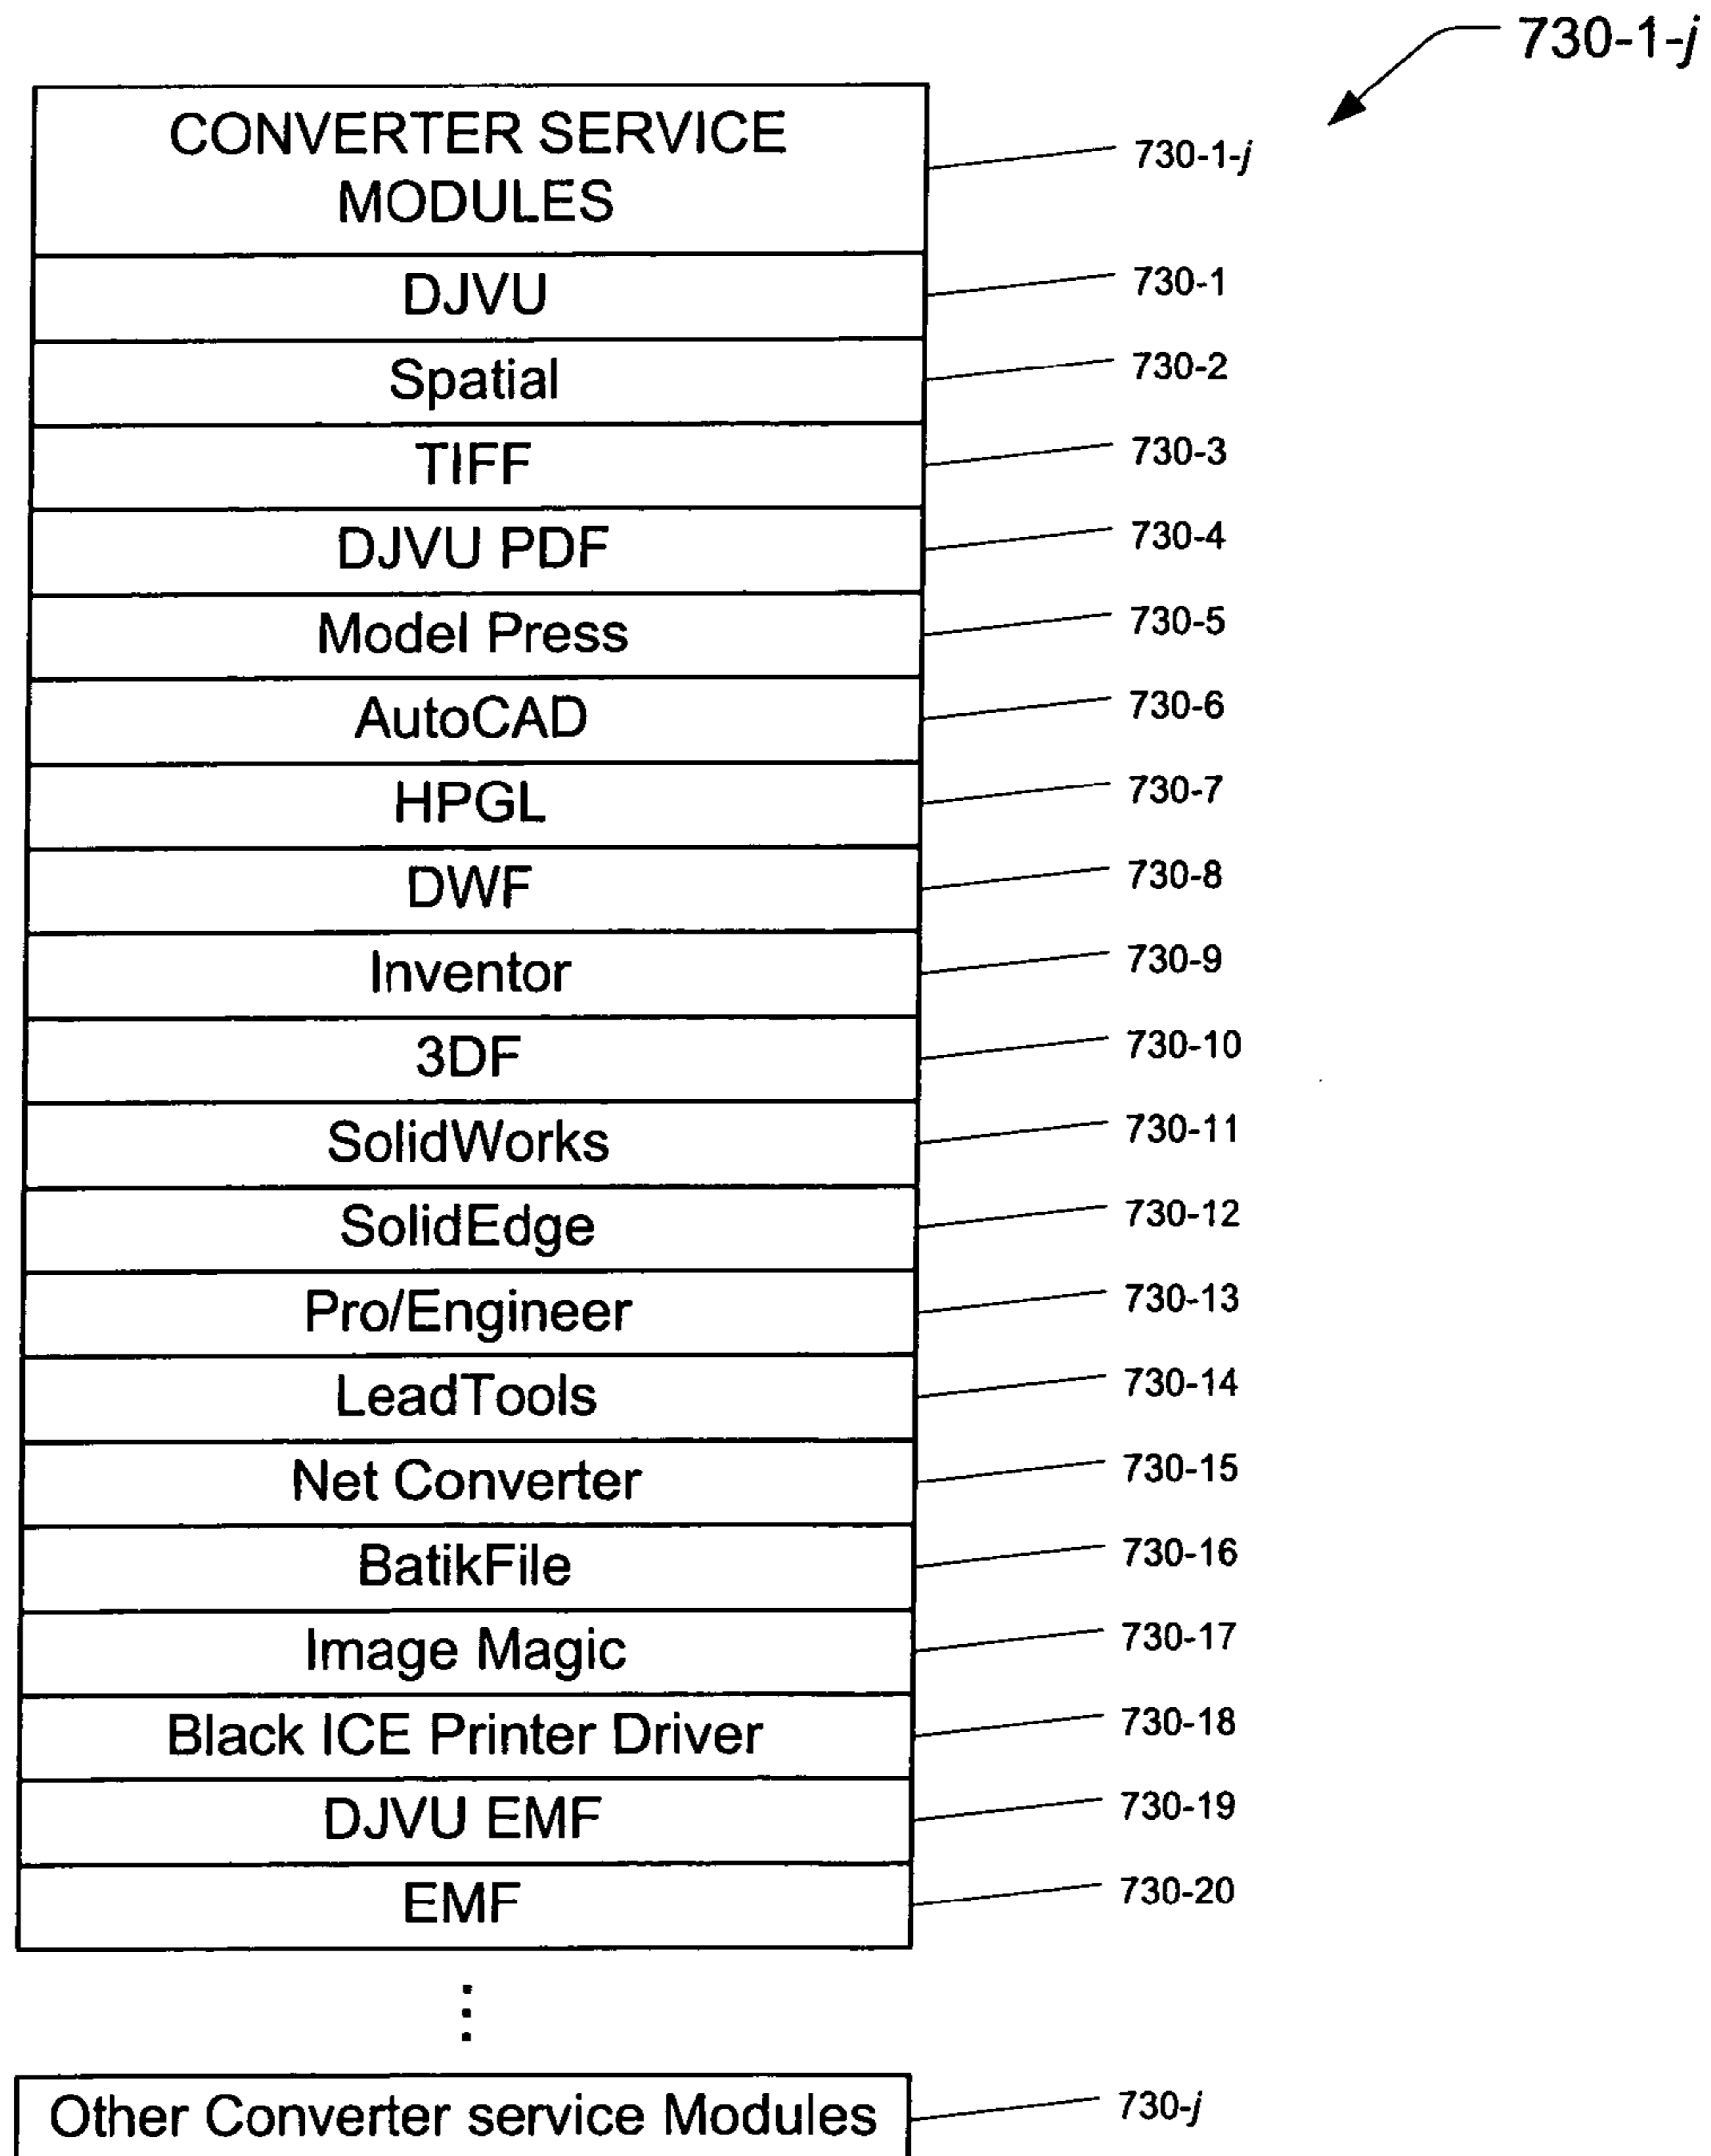 730-1-j
CONVERTER SERVICE
MODULES
730-1-j
DJVU 730-1
Spatial 730-2
TIFF 730-3
DJVU PDF 730-4
Model Press 730-5
AutoCAD 730-6
HPGL 730-7
DWF 730-8
Inventor 730-9
3DF 730-10
SolidWorks 730-11
SolidEdge 730-12
Pro/Engineer 730-13
LeadTools 730-14
Net Converter 730-15
BatikFile 730-16
Image Magic 730-17
Black ICE Printer Driver 730-18
DJVU EMF 730-19
EMF 730-20
⋮
Other Converter service Modules 730-j